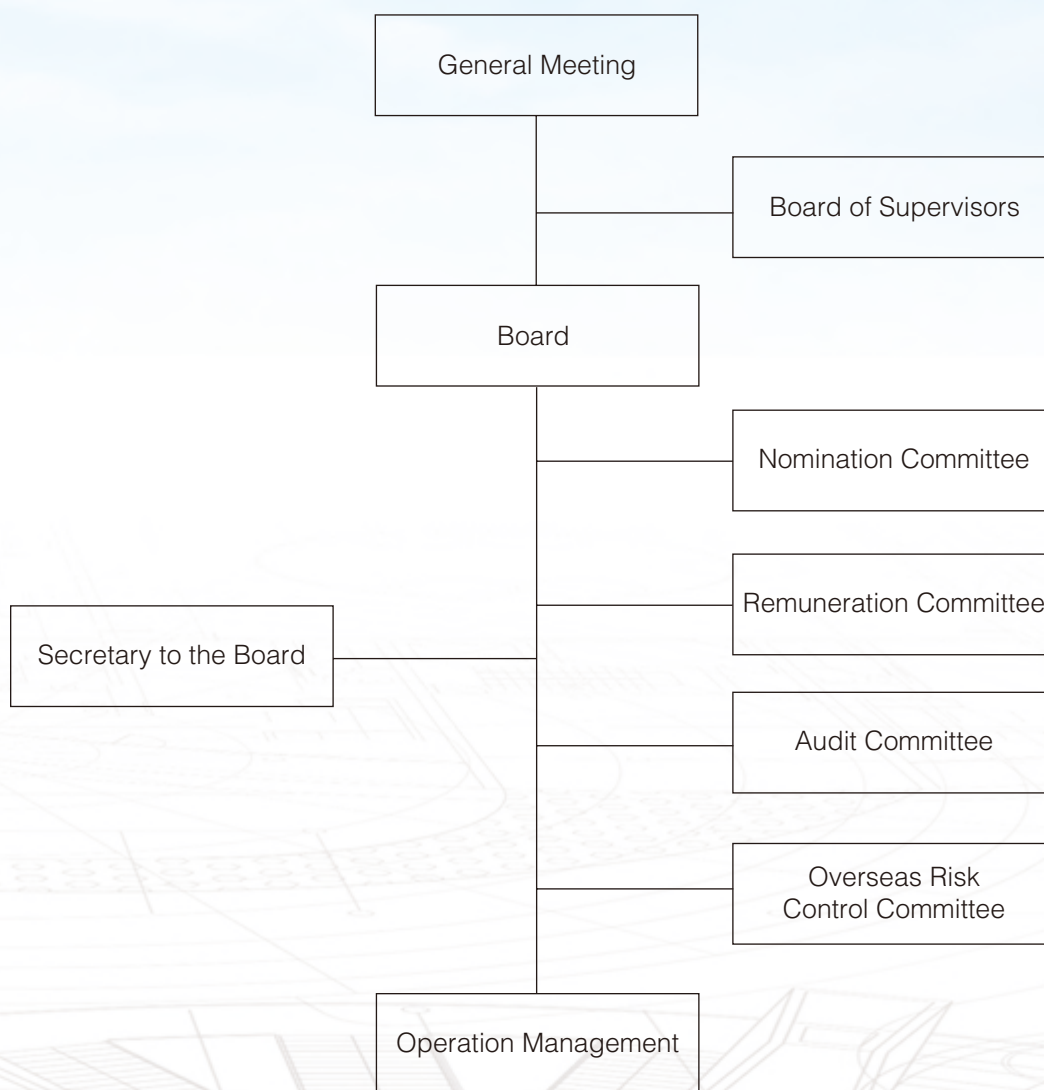 General Meeting
Board of Supervisors
Board
Nomination Committee
Remuneration Committee
Secretary to the Board
Audit Committee
Overseas Risk
Control Committee
Operation Management